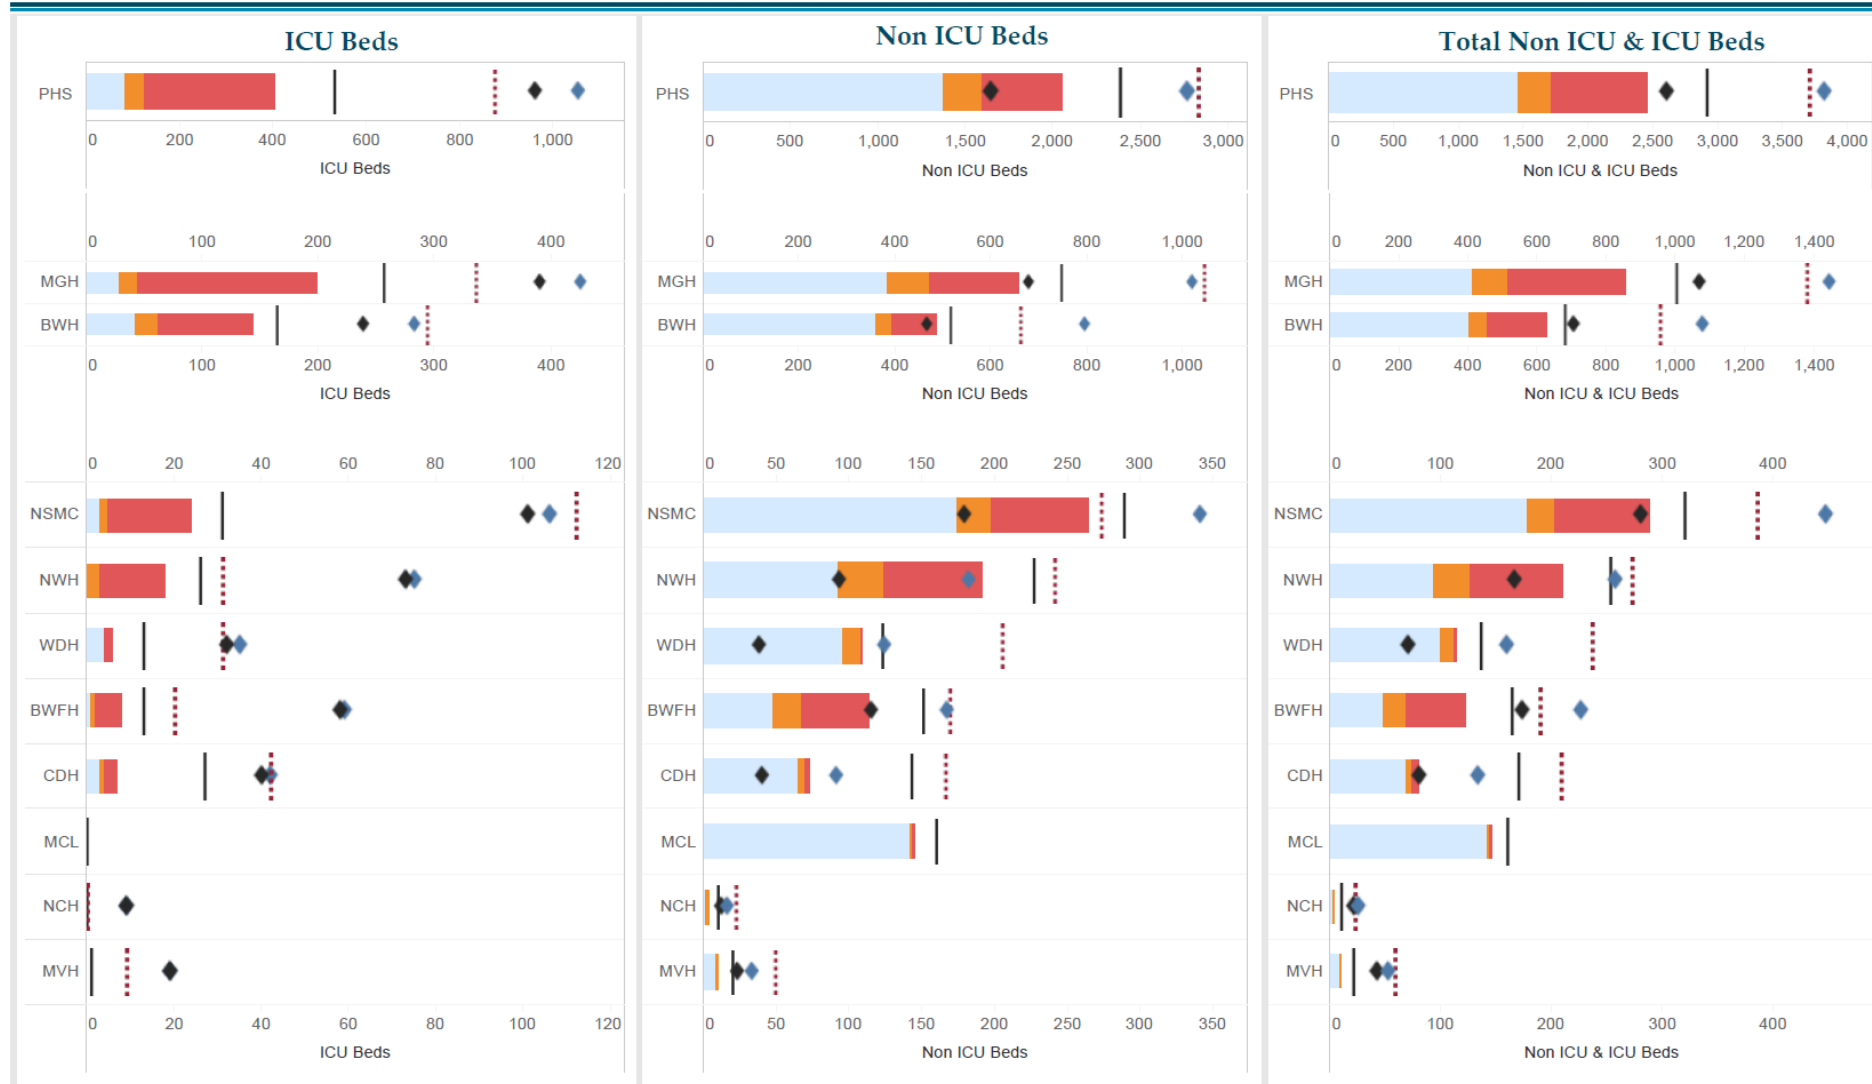 ICU Beds
PHS
0 200 400 600 800 1,000
ICU Beds
0 100 200 300 400
MGH
BWH
0 100 200 300 400
ICU Beds
0 20 40 60 80 100 120
NSMC
NWH
WDH
BWFH
CDH
MCL
NCH
MVH
0 20 40 60 80 100 120
ICU Beds
Non ICU Beds
PHS
0 500 1,000 1,500 2,000 2,500 3,000
Non ICU Beds
0 200 400 600 800 1,000
MGH
BWH
0 200 400 600 800 1,000
Non ICU Beds
0 50 100 150 200 250 300 350
NSMC
NWH
WDH
BWFH
CDH
MCL
NCH
MVH
0 50 100 150 200 250 300 350
Non ICU Beds
Total Non ICU & ICU Beds
PHS
0 500 1,000 1,500 2,000 2,500 3,000 3,500 4,000
Non ICU & ICU Beds
0 200 400 600 800 1,000 1,200 1,400
MGH
BWH
0 200 400 600 800 1,000 1,200 1,400
Non ICU & ICU Beds
0 100 200 300 400
NSMC
NWH
WDH
BWFH
CDH
MCL
NCH
MVH
0 100 200 300 400
Non ICU & ICU Beds